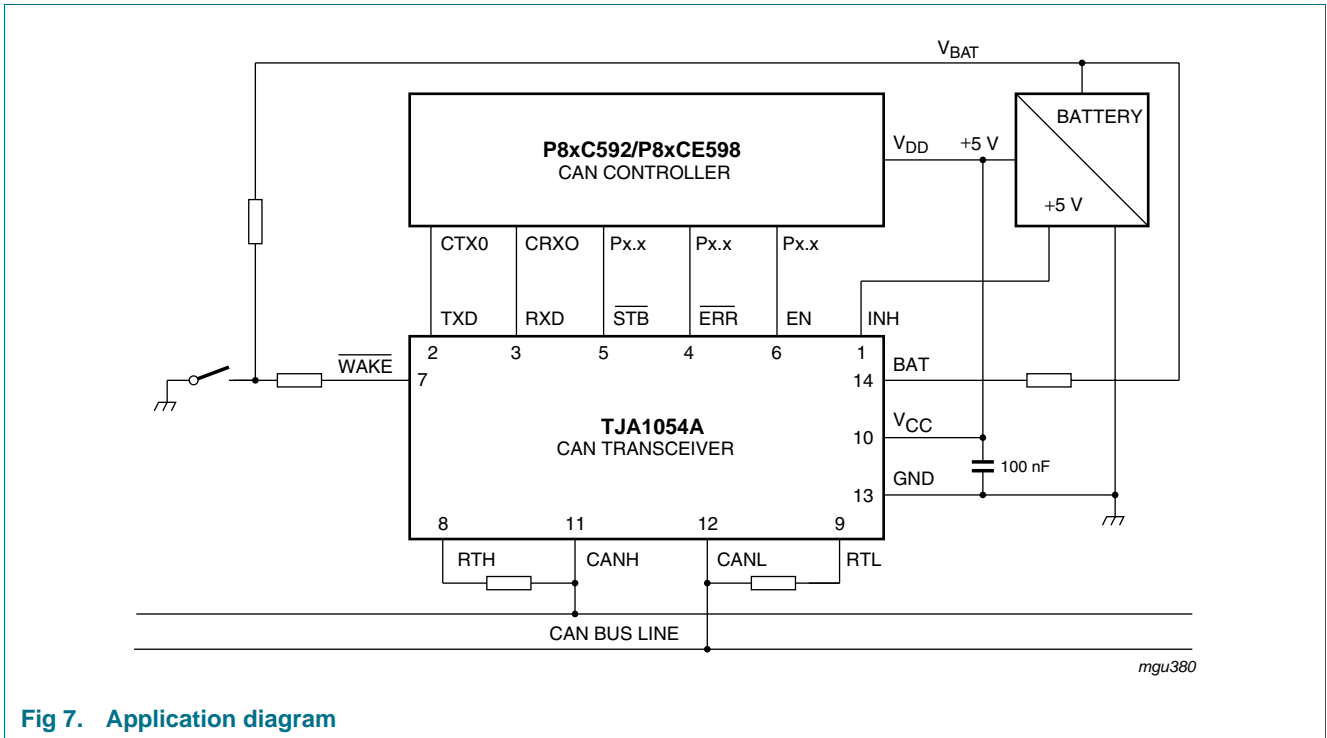 VBAT
BATTERY
P8xC592/P8xCE598
CAN CONTROLLER
VDD
+5 V
+5 V
CTX0 CRXO Px.x Px.x Px.x
TXD RXD STB ERR EN INH
2 3 5 4 6 1
WAKE
7
14
BAT
TJA1054A
CAN TRANSCEIVER
10
VCC
100 nF
13
GND
8 11 12 9
RTH CANH CANL RTL
CAN BUS LINE
mgu380
Fig 7. Application diagram